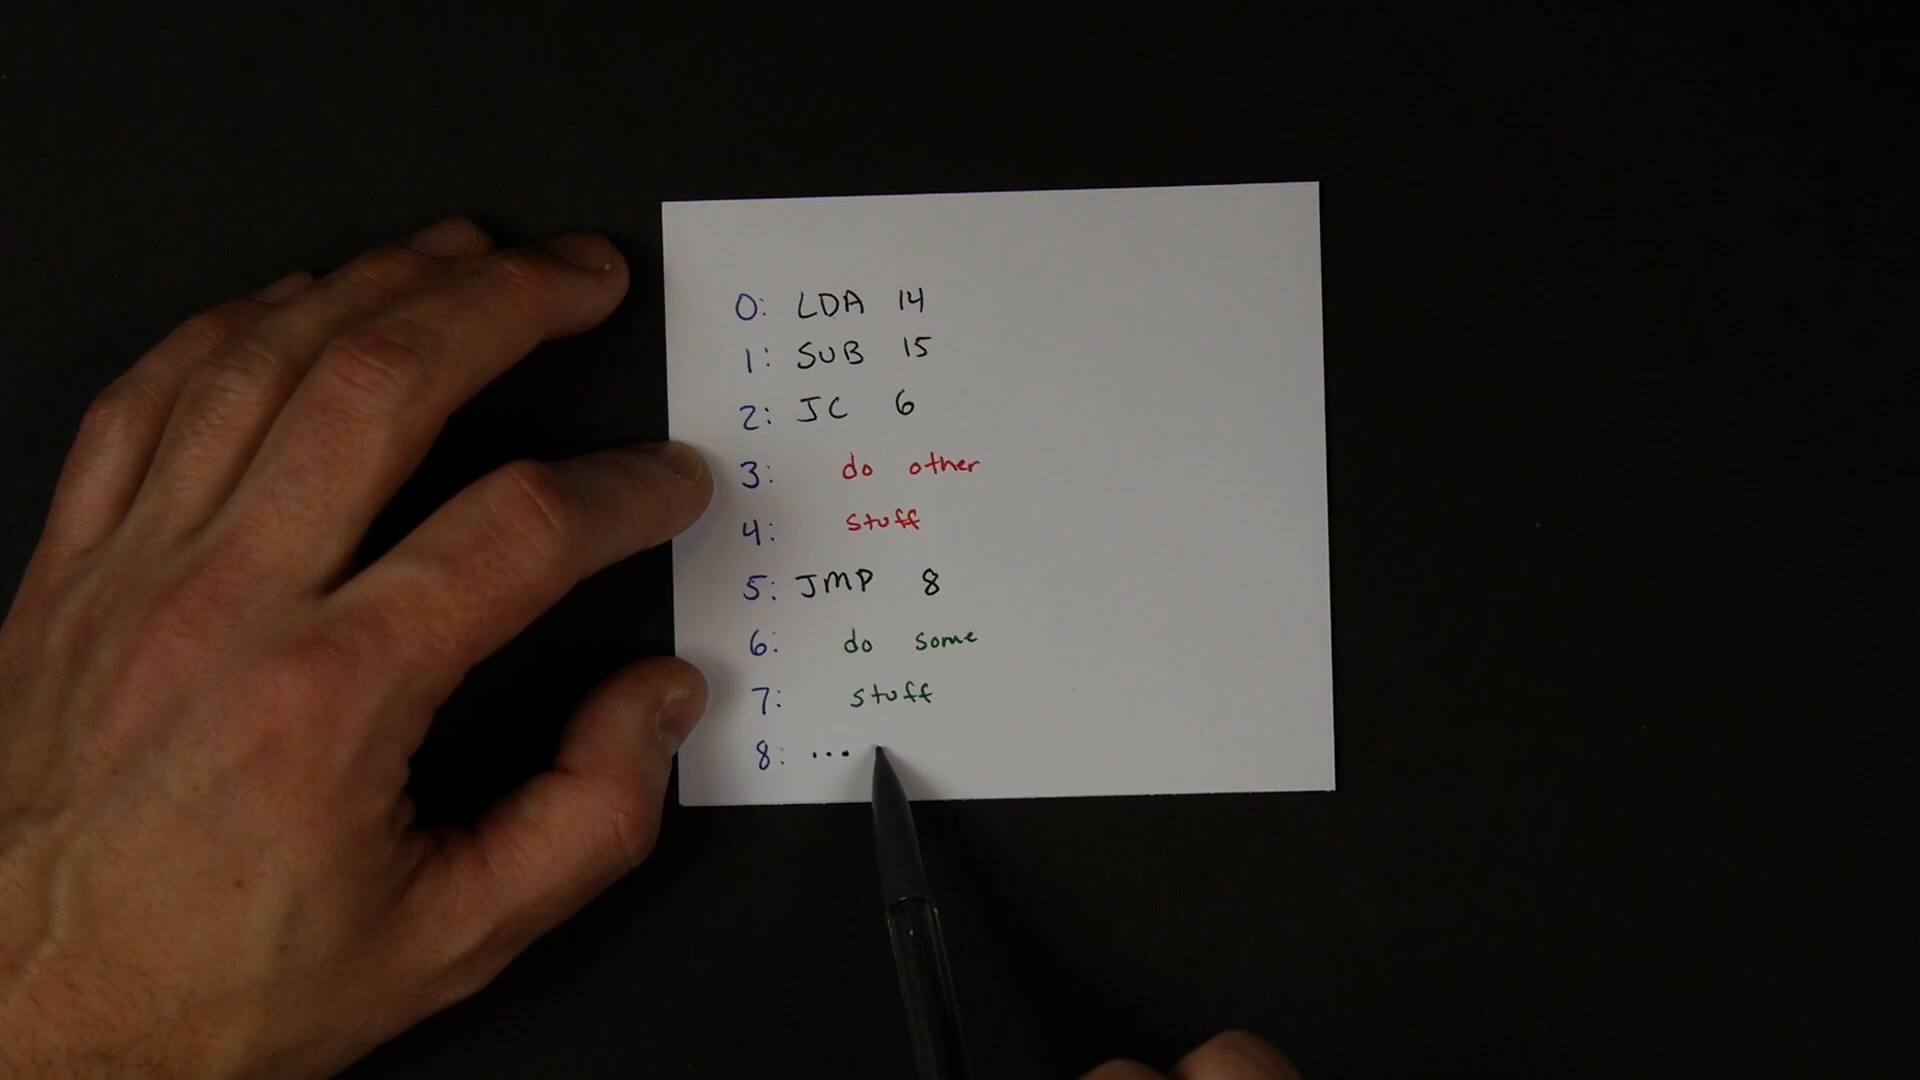 0: LDA 14
1: SUB 15
2: JC 6
3: do other
4: stuff
5: JMP 8
6: do some
7: stuff
8: ...